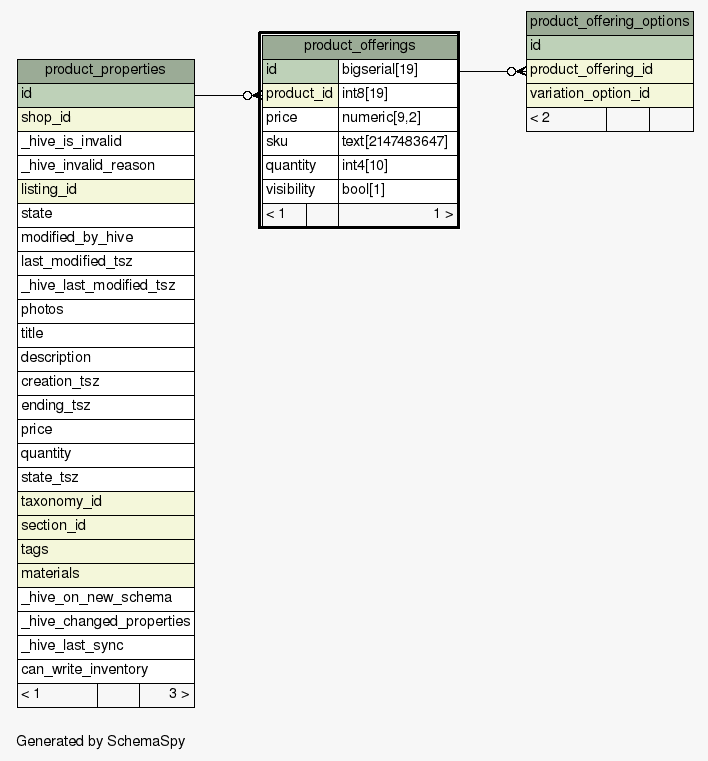 product_properties
id
shop_id
_hive_is_invalid
_hive_invalid_reason
listing_id
state
modified_by_hive
last_modified_tsz
_hive_last_modified_tsz
photos
title
description
creation_tsz
ending_tsz
price
quantity
state_tsz
taxonomy_id
section_id
tags
materials
_hive_on_new_schema
_hive_changed_properties
_hive_last_sync
can_write_inventory
< 1 3 >
product_offerings
id bigserial[19]
product_id int8[19]
price numeric[9,2]
sku text[2147483647]
quantity int4[10]
visibility bool[1]
< 1 1 >
product_offering_options
id
product_offering_id
variation_option_id
< 2
Generated by SchemaSpy